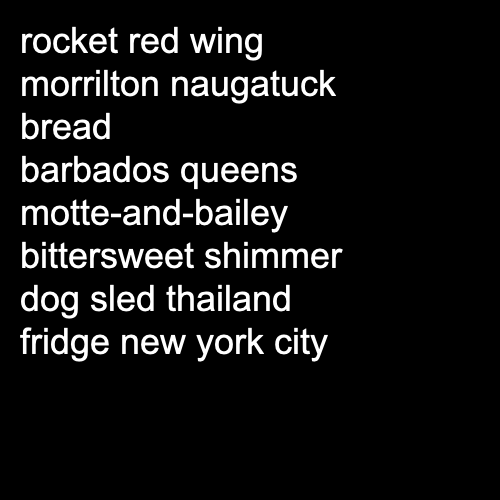 rocket red wing
morrilton naugatuck
bread
barbados queens
motte-and-bailey
bittersweet shimmer
dog sled thailand
fridge new york city